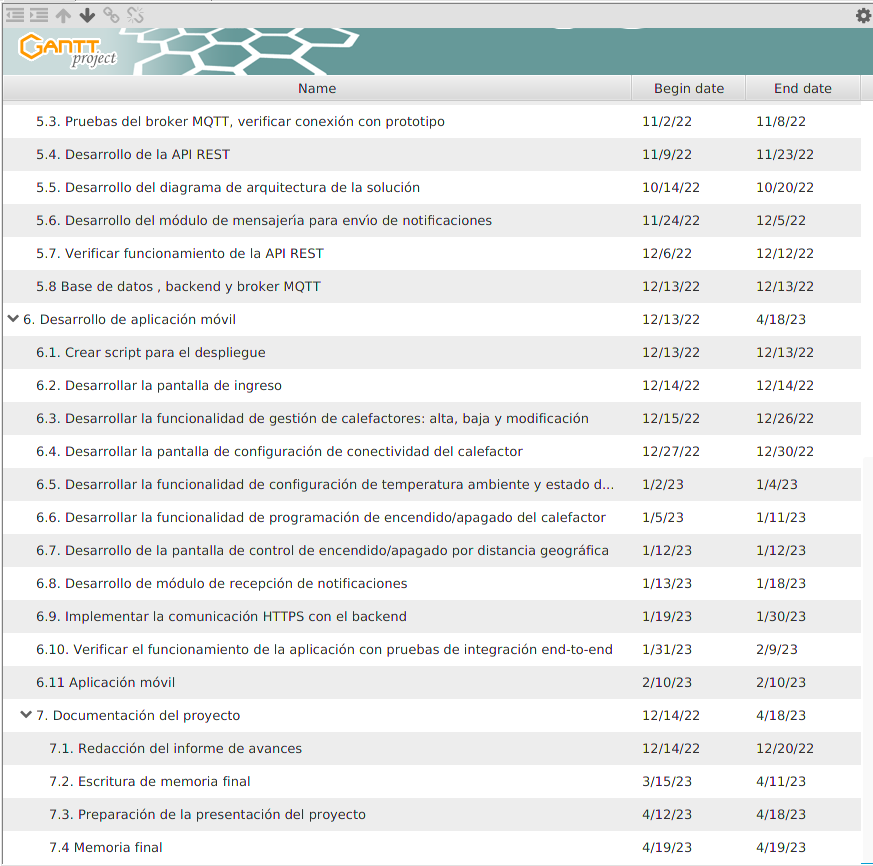 GANTT project
Name Begin date End date
5.3. Pruebas del broker MQTT, verificar conexión con prototipo 11/2/22 11/8/22
5.4. Desarrollo de la API REST 11/9/22 11/23/22
5.5. Desarrollo del diagrama de arquitectura de la solución 10/14/22 10/20/22
5.6. Desarrollo del módulo de mensajería para envío de notificaciones 11/24/22 12/5/22
5.7. Verificar funcionamiento de la API REST 12/6/22 12/12/22
5.8 Base de datos , backend y broker MQTT 12/13/22 12/13/22
6. Desarrollo de aplicación móvil 12/13/22 4/18/23
6.1. Crear script para el despliegue 12/13/22 12/13/22
6.2. Desarrollar la pantalla de ingreso 12/14/22 12/14/22
6.3. Desarrollar la funcionalidad de gestión de calefactores: alta, baja y modificación 12/15/22 12/26/22
6.4. Desarrollar la pantalla de configuración de conectividad del calefactor 12/27/22 12/30/22
6.5. Desarrollar la funcionalidad de configuración de temperatura ambiente y estado d... 1/2/23 1/4/23
6.6. Desarrollar la funcionalidad de programación de encendido/apagado del calefactor 1/5/23 1/11/23
6.7. Desarrollo de la pantalla de control de encendido/apagado por distancia geográfica 1/12/23 1/12/23
6.8. Desarrollo de módulo de recepción de notificaciones 1/13/23 1/18/23
6.9. Implementar la comunicación HTTPS con el backend 1/19/23 1/30/23
6.10. Verificar el funcionamiento de la aplicación con pruebas de integración end-to-end 1/31/23 2/9/23
6.11 Aplicación móvil 2/10/23 2/10/23
7. Documentación del proyecto 12/14/22 4/18/23
7.1. Redacción del informe de avances 12/14/22 12/20/22
7.2. Escritura de memoria final 3/15/23 4/11/23
7.3. Preparación de la presentación del proyecto 4/12/23 4/18/23
7.4 Memoria final 4/19/23 4/19/23